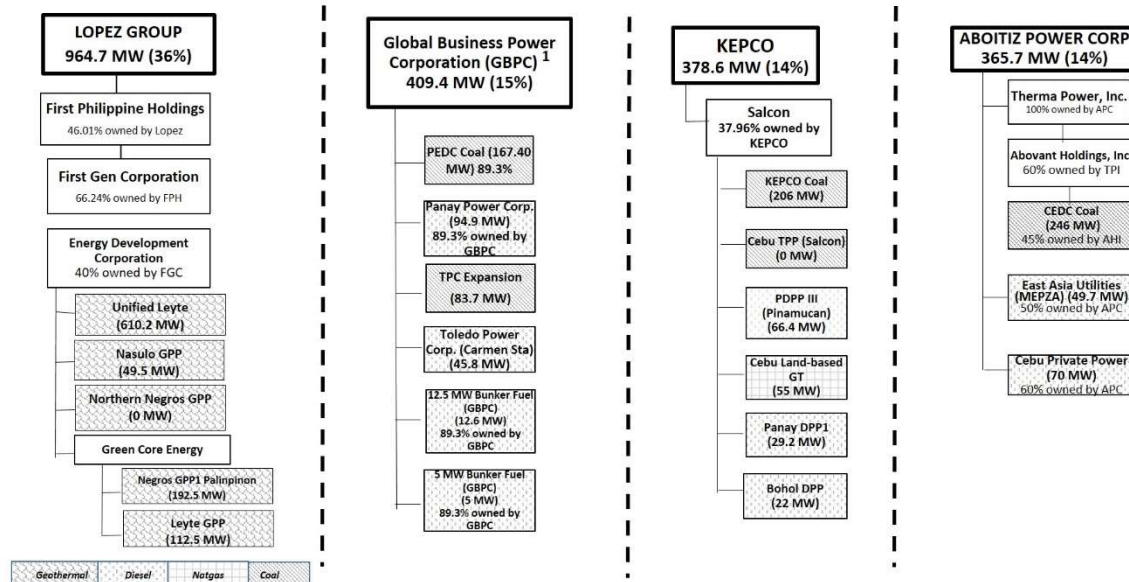 LOPEZ GROUP
964.7 MW (36%)
First Philippine Holdings
46.01% owned by Lopez
First Gen Corporation
66.24% owned by FPH
Energy Development
Corporation
40% owned by FGC
Unified Leyte
(610.2 MW)
Nasulo GPP
(49.5 MW)
Northern Negros GPP
(0 MW)
Green Core Energy
Negros GPP1 Palinpinon
(192.5 MW)
Leyte GPP
(112.5 MW)
Geothermal
Diesel
Natgas
Coal
Global Business Power
Corporation (GBPC) 1
409.4 MW (15%)
PEDC Coal (167.40
MW) 89.3%
Panay Power Corp.
(94.9 MW)
89.3% owned by
GBPC
TPC Expansion
(83.7 MW)
Toledo Power
Corp. (Carmen Sta)
(45.8 MW)
12.5 MW Bunker Fuel
(GBPC)
(12.6 MW)
89.3% owned by
GBPC
5 MW Bunker Fuel
(GBPC)
(5 MW)
89.3% owned by
GBPC
KEPCO
378.6 MW (14%)
Salcon
37.96% owned by
KEPCO
KEPCO Coal
(206 MW)
Cebu TPP (Salcon)
(0 MW)
PDPP III
(Pinamucan)
(66.4 MW)
Cebu Land-based
GT
(55 MW)
Panay DPP1
(29.2 MW)
Bohol DPP
(22 MW)
ABOITIZ POWER CORP
365.7 MW (14%)
Therma Power, Inc.
100% owned by APC
Abovant Holdings, Inc
60% owned by TPI
CEDC Coal
(246 MW)
45% owned by AHI
East Asia Utilities
(MEPZA) (49.7 MW)
50% owned by APC
Cebu Private Power
(70 MW)
60% owned by APC